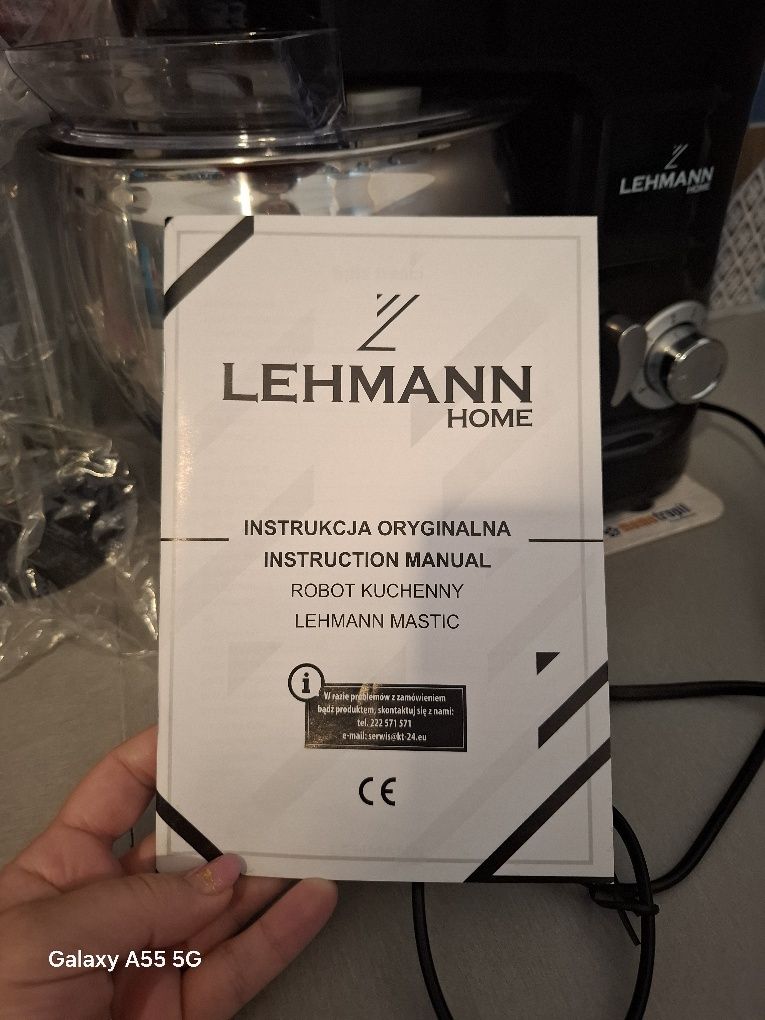 LEHMANN
HOME
LEHMANN
HOME
INSTRUKCJA ORYGINALNA
INSTRUCTION MANUAL
ROBOT KUCHENNY
LEHMANN MASTIC
i
W razie problemów z zamówieniem
bądź produktem, skontaktuj się z nami:
tel. 222 571 571
e-mail: serwis@kt-24.eu
CE
Galaxy A55 5G